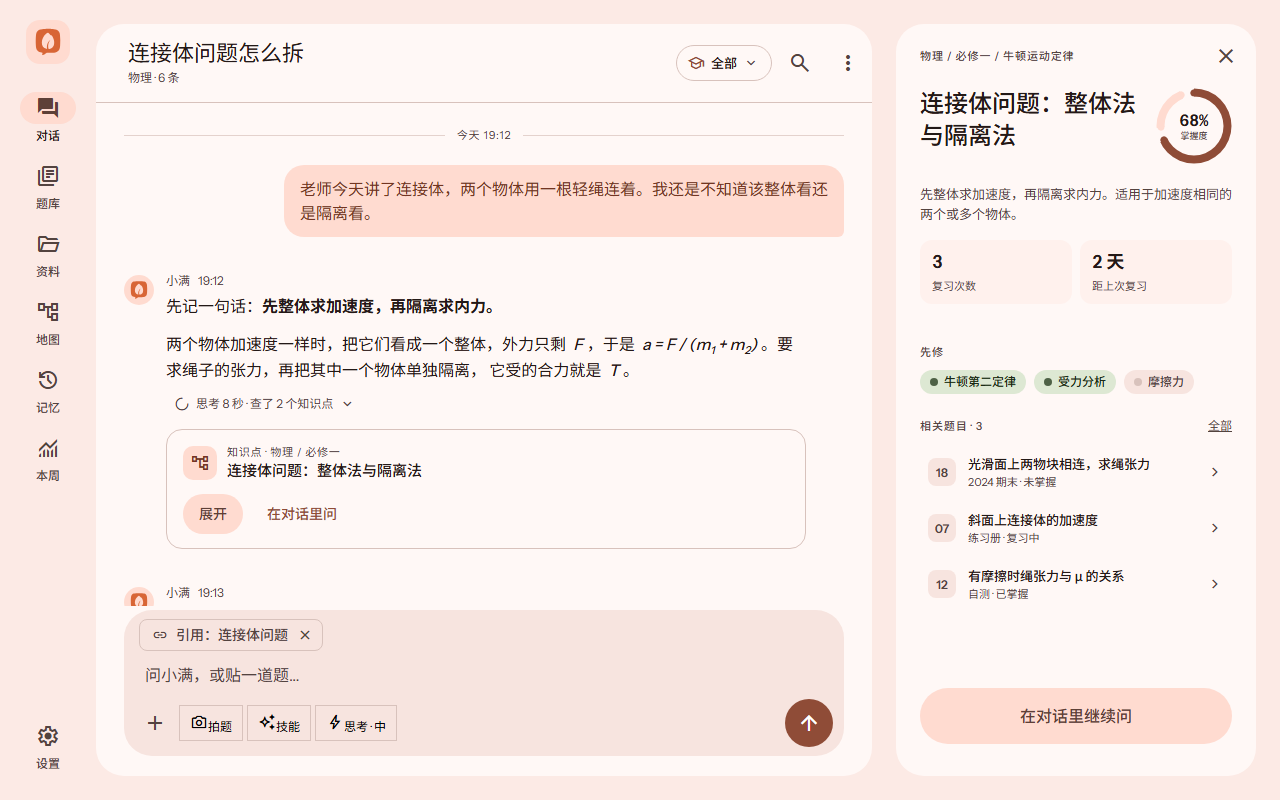 对话
题库
资料
地图
记忆
本周
设置
连接体问题怎么拆
物理·6 条
全部
今天 19:12
老师今天讲了连接体，两个物体用一根轻绳连着。我还是不知道该整体看还
是隔离看。
小满 19:12
先记一句话：先整体求加速度，再隔离求内力。
两个物体加速度一样时，把它们看成一个整体，外力只剩 F，于是 a = F / (m₁ + m₂)。要
求绳子的张力，再把其中一个物体单独隔离， 它受的合力就是 T。
思考 8 秒·查了 2 个知识点
知识点·物理 / 必修一
连接体问题：整体法与隔离法
展开
在对话里问
小满 19:13
引用：连接体问题
问小满，或贴一道题…
拍题
技能
思考·中
物理 / 必修一 / 牛顿运动定律
连接体问题：整体法
与隔离法
68%
掌握度
先整体求加速度，再隔离求内力。适用于加速度相同的
两个或多个物体。
3
复习次数
2 天
距上次复习
先修
牛顿第二定律
受力分析
摩擦力
相关题目·3
全部
18
光滑面上两物块相连，求绳张力
2024 期末·未掌握
07
斜面上连接体的加速度
练习册·复习中
12
有摩擦时绳张力与 μ 的关系
自测·已掌握
在对话里继续问